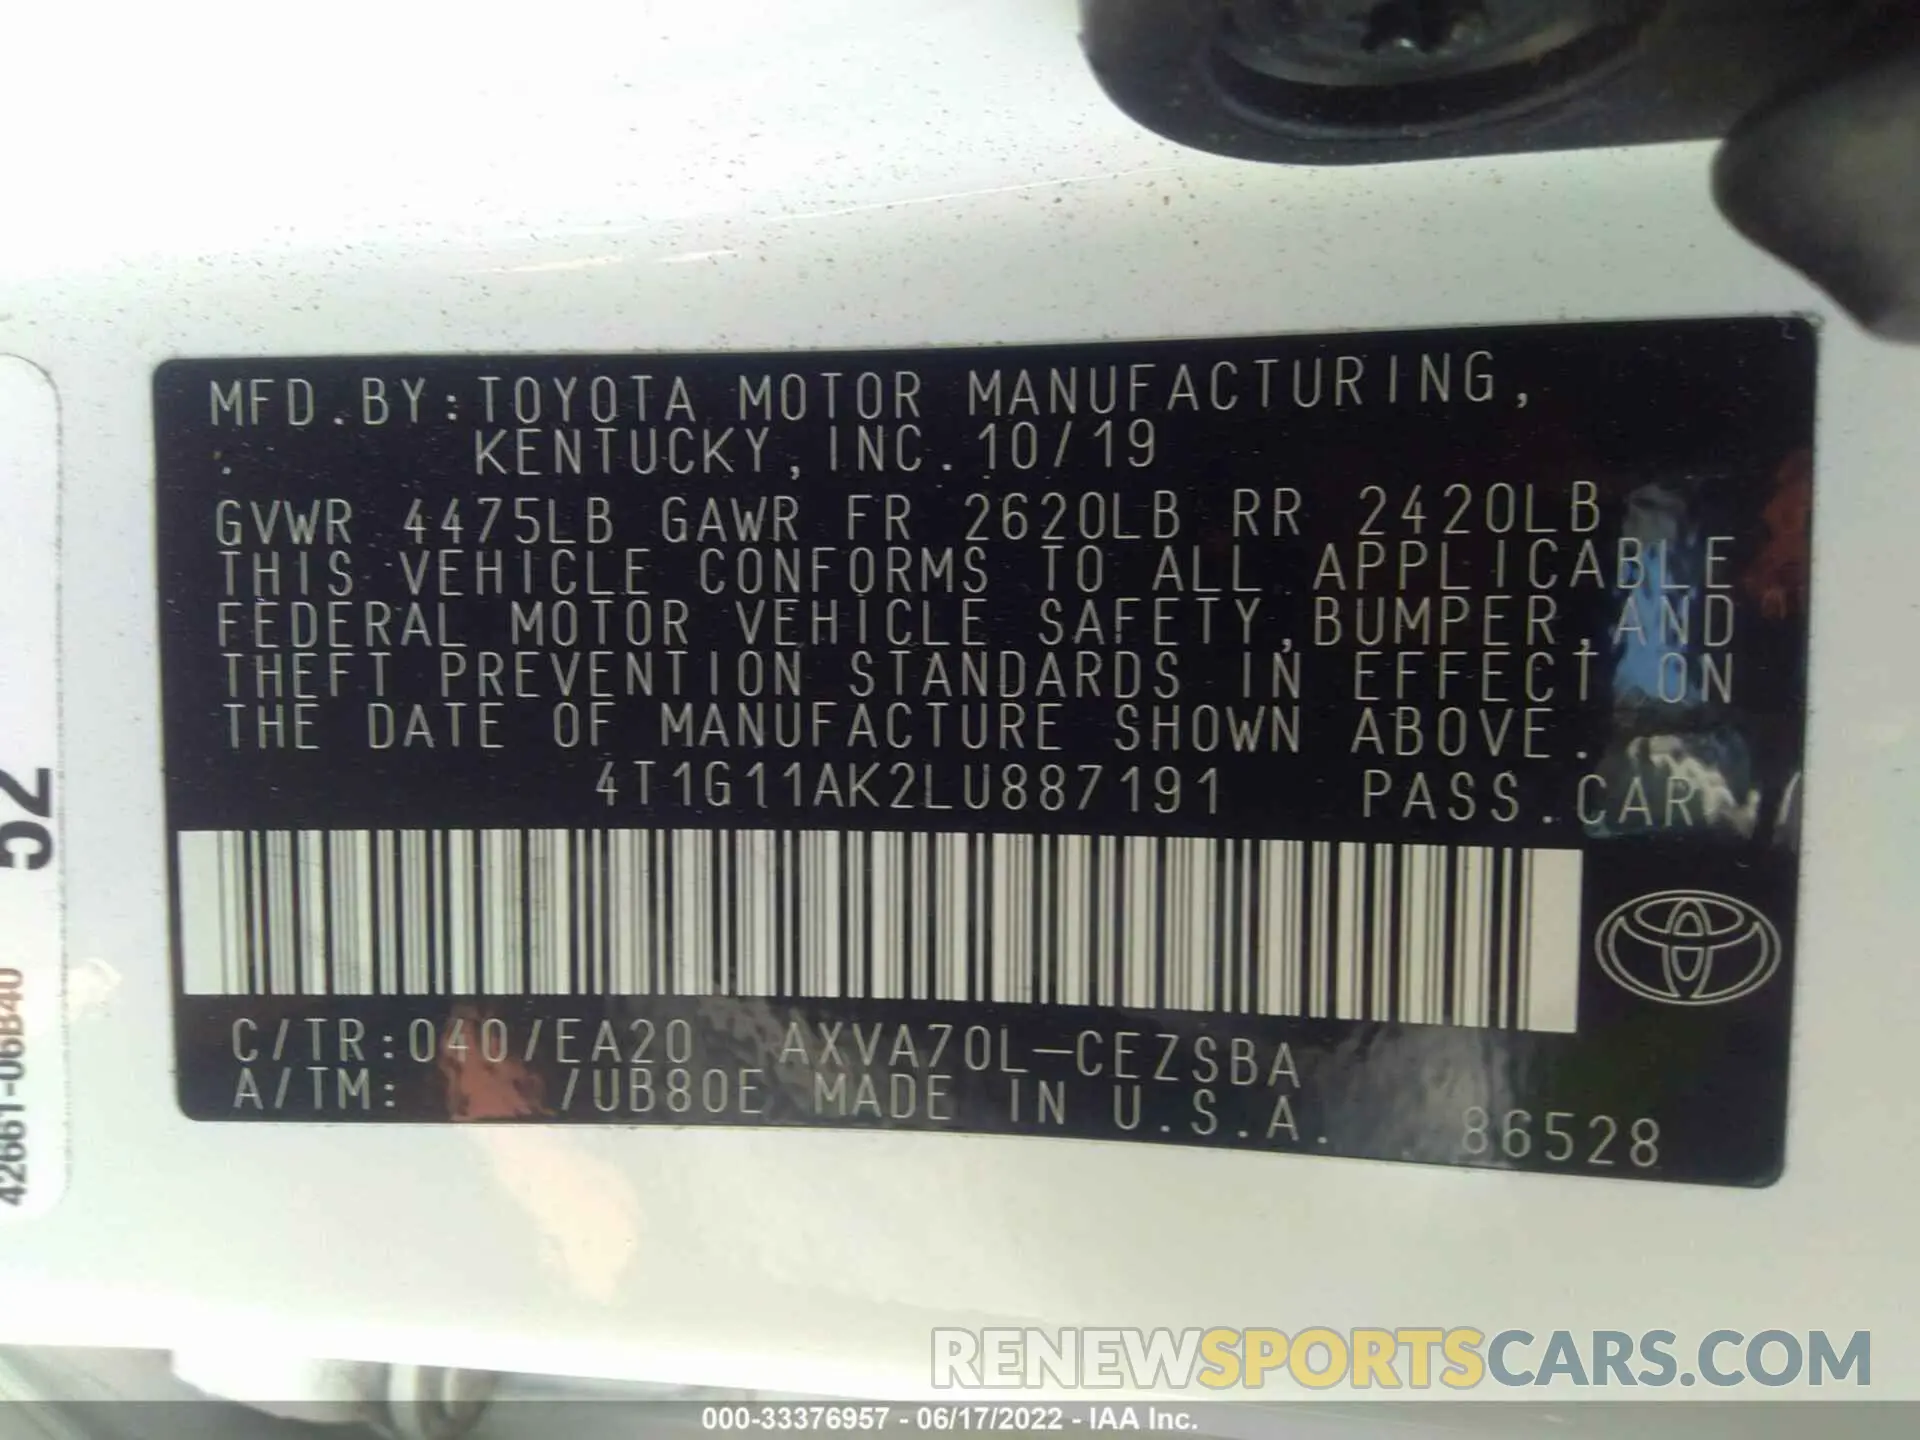 MFD.BY:TOYOTA MOTOR MANUFACTURING,
. KENTUCKY,INC.10/19
GVWR 4475LB GAWR FR 2620LB RR 2420LB
THIS VEHICLE CONFORMS TO ALL APPLICABLE
FEDERAL MOTOR VEHICLE SAFETY,BUMPER,AND
THEFT PREVENTION STANDARDS IN EFFECT ON
THE DATE OF MANUFACTURE SHOWN ABOVE.
4T1G11AK2LU887191 PASS.CAR
C/TR:040/EA20 AXVA70L-CEZSBA
A/TM: /UB80E MADE IN U.S.A. 86528
52
42661-06B40
RENEWSPORTSCARS.COM
000-33376957 - 06/17/2022 - IAA Inc.